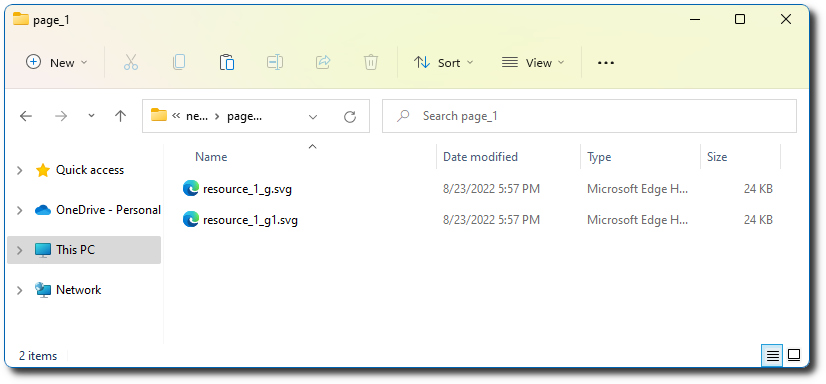 page_1
New
Sort
View
ne... page...
Search page_1
Name Date modified Type Size
Quick access
OneDrive - Personal
This PC
Network
resource_1_g.svg 8/23/2022 5:57 PM Microsoft Edge H... 24 KB
resource_1_g1.svg 8/23/2022 5:57 PM Microsoft Edge H... 24 KB
2 items